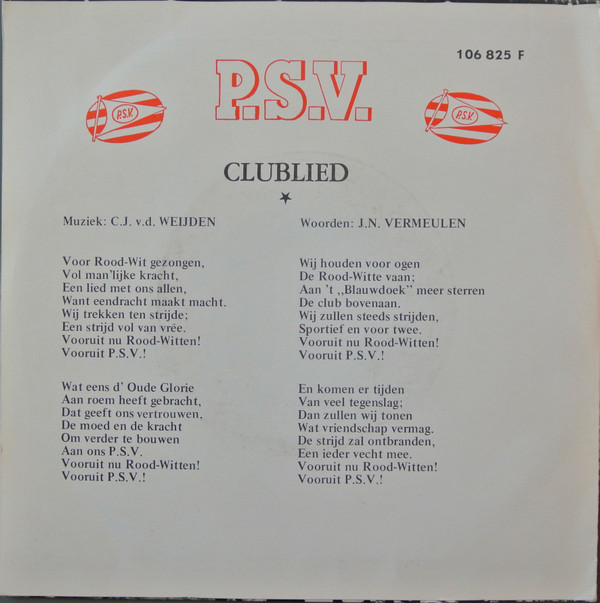 106 825 F
P.S.V.
P.S.V.
P.S.V.
CLUBLIED
Muziek: C.J. v.d. WEIJDEN
Woorden: J.N. VERMEULEN
Voor Rood-Wit gezongen,
Vol man'lijke kracht,
Een lied met ons allen,
Want eendracht maakt macht.
Wij trekken ten strijde;
Een strijd vol van vrêe.
Vooruit nu Rood-Witten!
Vooruit P.S.V.!
Wat eens d' Oude Glorie
Aan roem heeft gebracht,
Dat geeft ons vertrouwen,
De moed en de kracht
Om verder te bouwen
Aan ons P.S.V.
Vooruit nu Rood-Witten!
Vooruit P.S.V.!
Wij houden voor ogen
De Rood-Witte vaan;
Aan 't ,,Blauwdoek" meer sterren
De club bovenaan.
Wij zullen steeds strijden,
Sportief en voor twee.
Vooruit nu Rood-Witten!
Vooruit P.S.V.!
En komen er tijden
Van veel tegenslag;
Dan zullen wij tonen
Wat vriendschap vermag.
De strijd zal ontbranden,
Een ieder vecht mee.
Vooruit nu Rood-Witten!
Vooruit P.S.V.!